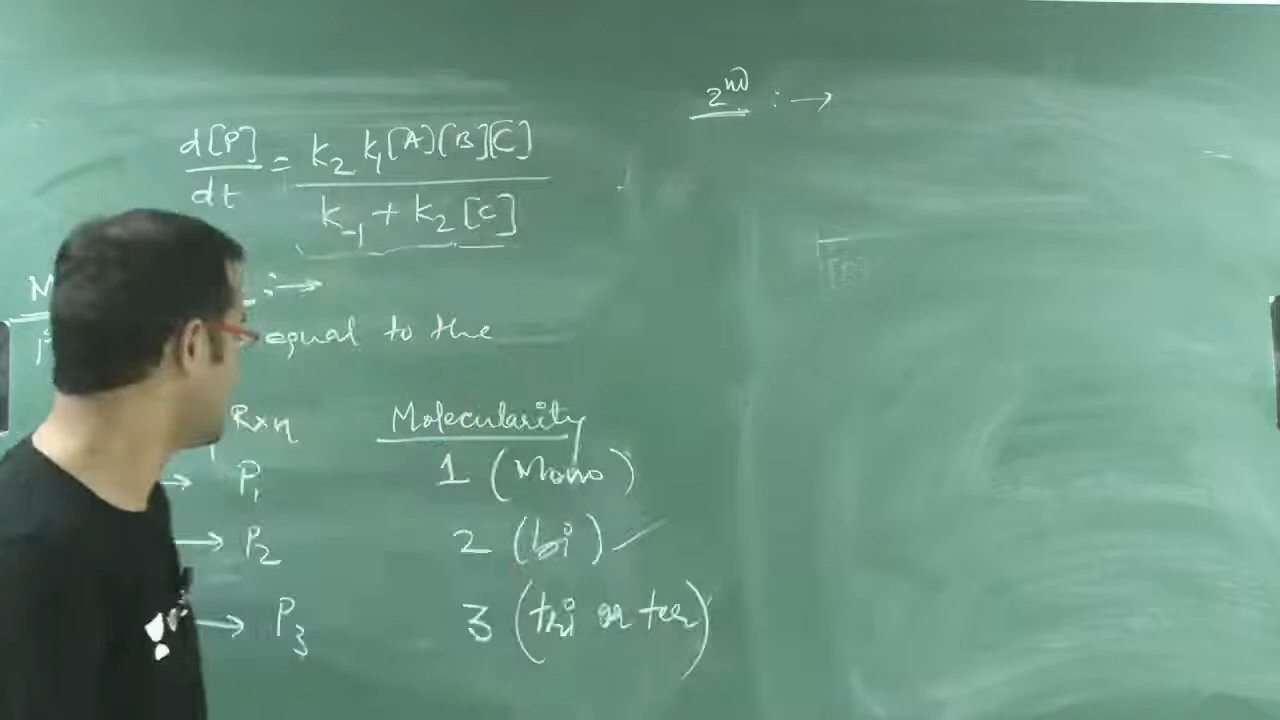 d[P]/dt = k₂ k₁[A][B][C] / k₋₁ + k₂ [C]
:→
equal to the
Rxn Molecularity
→ P₁ 1 (Mono)
→ P₂ 2 (bi) ✓
→ P₃ 3 (tri or ter)
2nd :→